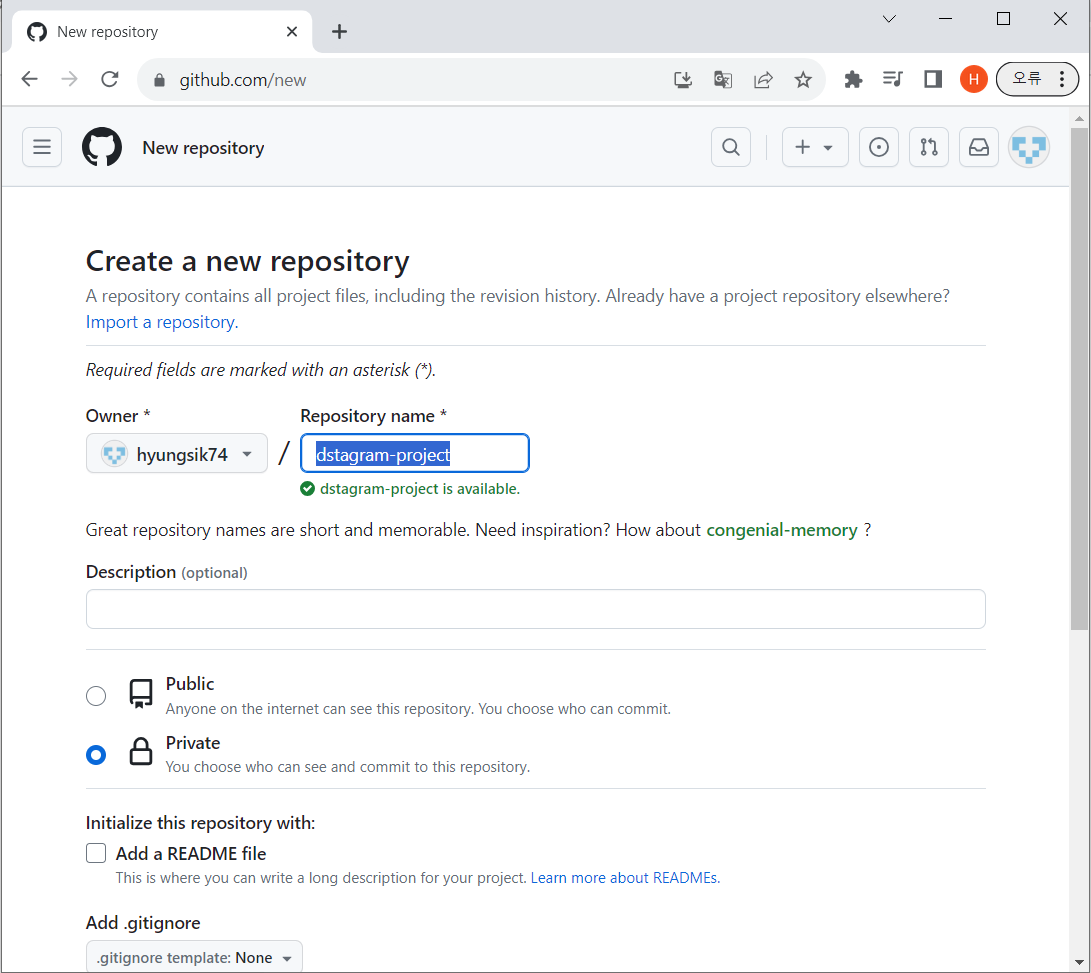 New repository
github.com/new
H
오류
New repository
Create a new repository
A repository contains all project files, including the revision history. Already have a project repository elsewhere?
Import a repository.
Required fields are marked with an asterisk (*).
Owner *
Repository name *
hyungsik74
/
dstagram-project
dstagram-project is available.
Great repository names are short and memorable. Need inspiration? How about congenial-memory ?
Description (optional)
Public
Anyone on the internet can see this repository. You choose who can commit.
Private
You choose who can see and commit to this repository.
Initialize this repository with:
Add a README file
This is where you can write a long description for your project. Learn more about READMEs.
Add .gitignore
.gitignore template: None